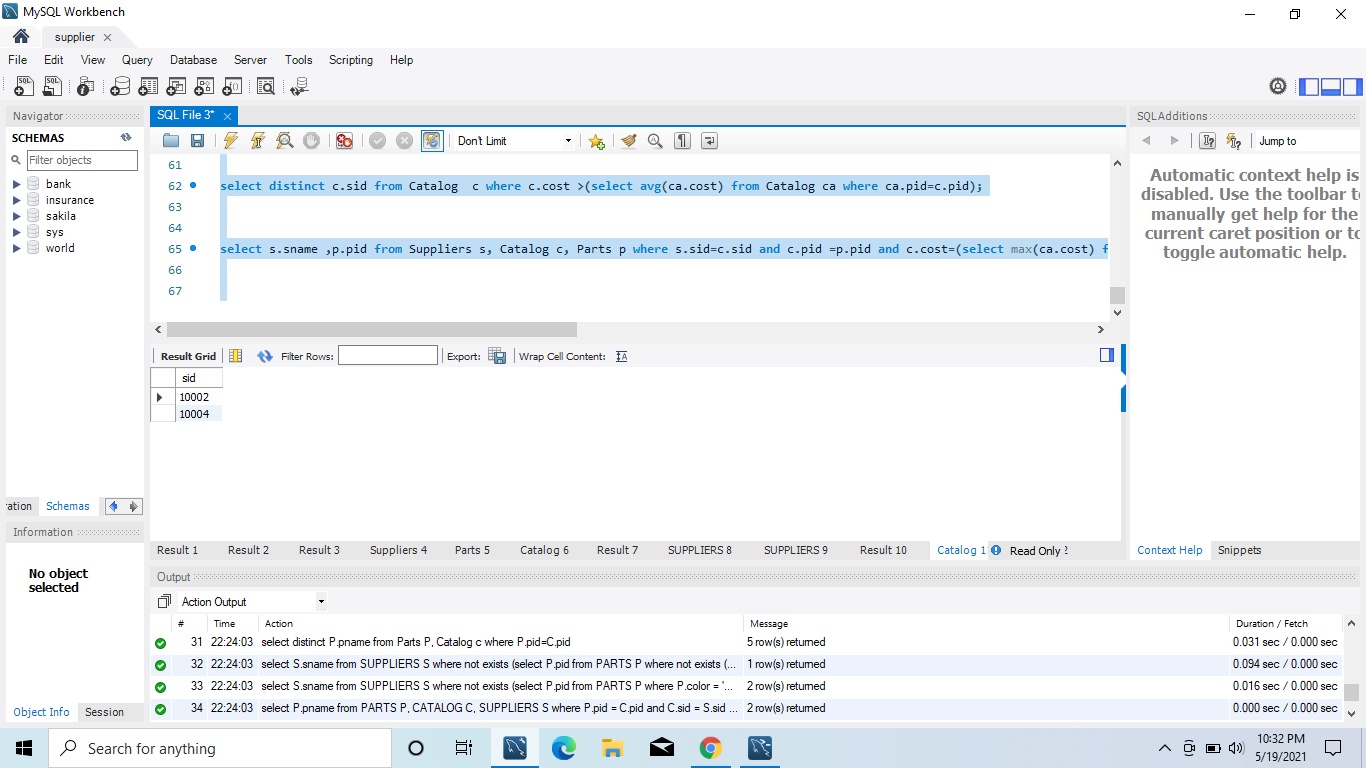 MySQL Workbench
supplier
File Edit View Query Database Server Tools Scripting Help
Navigator
SCHEMAS
Filter objects
bank
insurance
sakila
sys
world
ration Schemas
Information
No object
selected
Object Info Session
SQL File 3*
Don't Limit
61
62 select distinct c.sid from Catalog c where c.cost >(select avg(ca.cost) from Catalog ca where ca.pid=c.pid);
63
64
65 select s.sname ,p.pid from Suppliers s, Catalog c, Parts p where s.sid=c.sid and c.pid =p.pid and c.cost=(select max(ca.cost) f
66
67
Result Grid Filter Rows: Export: Wrap Cell Content:
sid
10002
10004
Result 1 Result 2 Result 3 Suppliers 4 Parts 5 Catalog 6 Result 7 SUPPLIERS 8 SUPPLIERS 9 Result 10 Catalog 1 Read Only
Output
Action Output
# Time Action Message Duration / Fetch
31 22:24:03 select distinct P.pname from Parts P, Catalog c where P.pid=C.pid 5 row(s) returned 0.031 sec / 0.000 sec
32 22:24:03 select S.sname from SUPPLIERS S where not exists (select P.pid from PARTS P where not exists (... 1 row(s) returned 0.094 sec / 0.000 sec
33 22:24:03 select S.sname from SUPPLIERS S where not exists (select P.pid from PARTS P where P.color = '... 2 row(s) returned 0.016 sec / 0.000 sec
34 22:24:03 select P.pname from PARTS P, CATALOG C, SUPPLIERS S where P.pid = C.pid and C.sid = S.sid ... 2 row(s) returned 0.000 sec / 0.000 sec
SQLAdditions
Jump to
Automatic context help is
disabled. Use the toolbar to
manually get help for the
current caret position or to
toggle automatic help.
Context Help Snippets
Search for anything
10:32 PM
5/19/2021